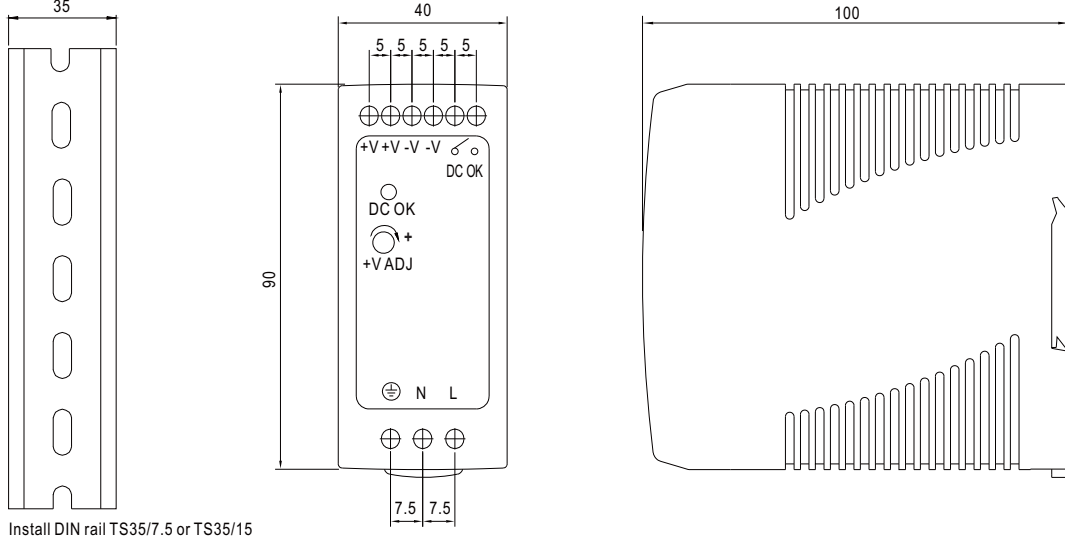 35
40
100
5 5 5 5 5
+V +V -V -V
DC OK
DC OK
+
+V ADJ
90
N L
7.5 7.5
Install DIN rail TS35/7.5 or TS35/15